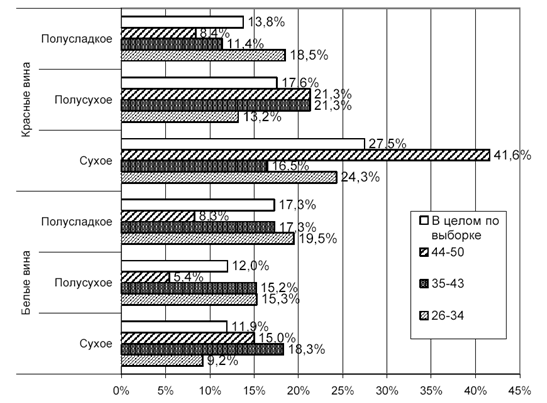 Красные вина
Полусладкое
13,8%
8,4%
11,4%
18,5%
Полусухое
17,6%
21,3%
21,3%
13,2%
Сухое
27,5%
41,6%
16,5%
24,3%
Белые вина
Полусладкое
17,3%
8,3%
17,3%
19,5%
Полусухое
12,0%
5,4%
15,2%
15,3%
Сухое
11,9%
15,0%
18,3%
9,2%
В целом по
выборке
44-50
35-43
26-34
0% 5% 10% 15% 20% 25% 30% 35% 40% 45%